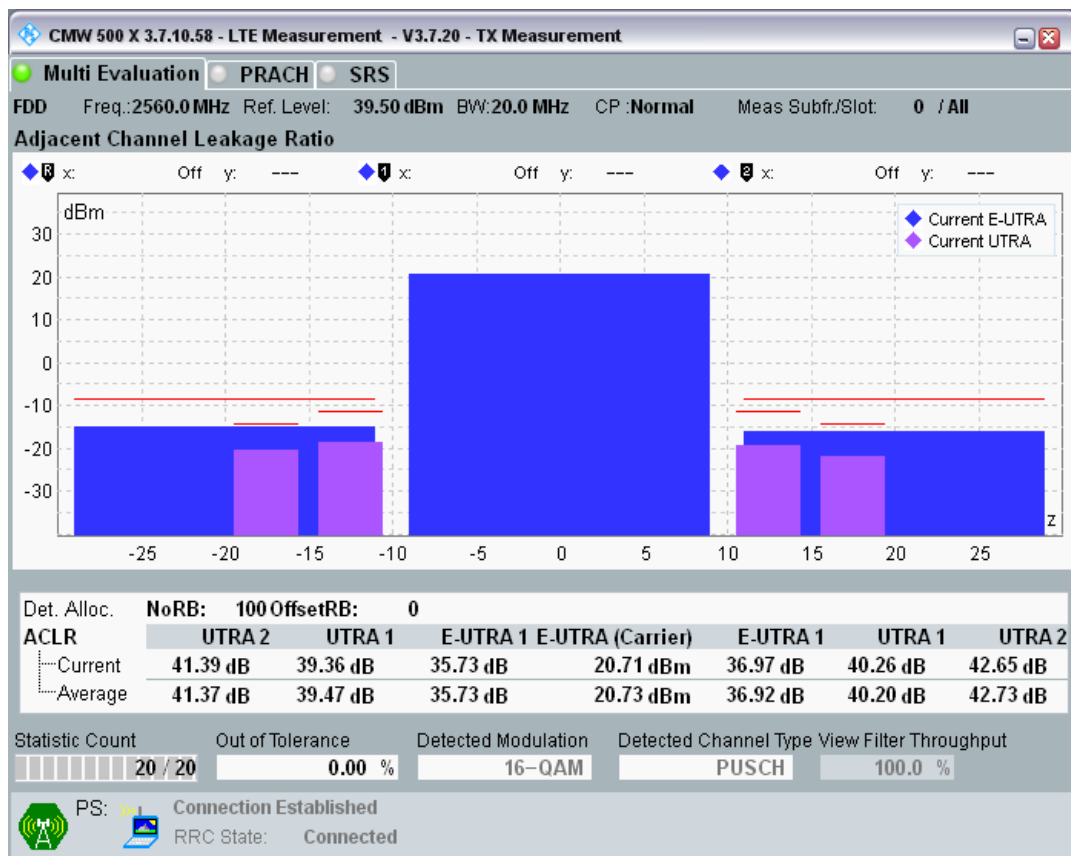 CMW 500 X 3.7.10.58 - LTE Measurement - V3.7.20 - TX Measurement
Multi Evaluation PRACH SRS
FDD Freq.:2560.0 MHz Ref. Level: 39.50 dBm BW:20.0 MHz CP :Normal Meas Subfr./Slot: 0 / All
Adjacent Channel Leakage Ratio
R x: Off y: --- 1 x: Off y: --- 2 x: Off y: ---
dBm
Current E-UTRA
Current UTRA
30
20
10
0
-10
-20
-30
z
-25 -20 -15 -10 -5 0 5 10 15 20 25
Det. Alloc. NoRB: 100 OffsetRB: 0
ACLR UTRA 2 UTRA 1 E-UTRA 1 E-UTRA (Carrier) E-UTRA 1 UTRA 1 UTRA 2
Current 41.39 dB 39.36 dB 35.73 dB 20.71 dBm 36.97 dB 40.26 dB 42.65 dB
Average 41.37 dB 39.47 dB 35.73 dB 20.73 dBm 36.92 dB 40.20 dB 42.73 dB
Statistic Count Out of Tolerance Detected Modulation Detected Channel Type View Filter Throughput
20 / 20 0.00 % 16-QAM PUSCH 100.0 %
PS: Connection Established
RRC State: Connected